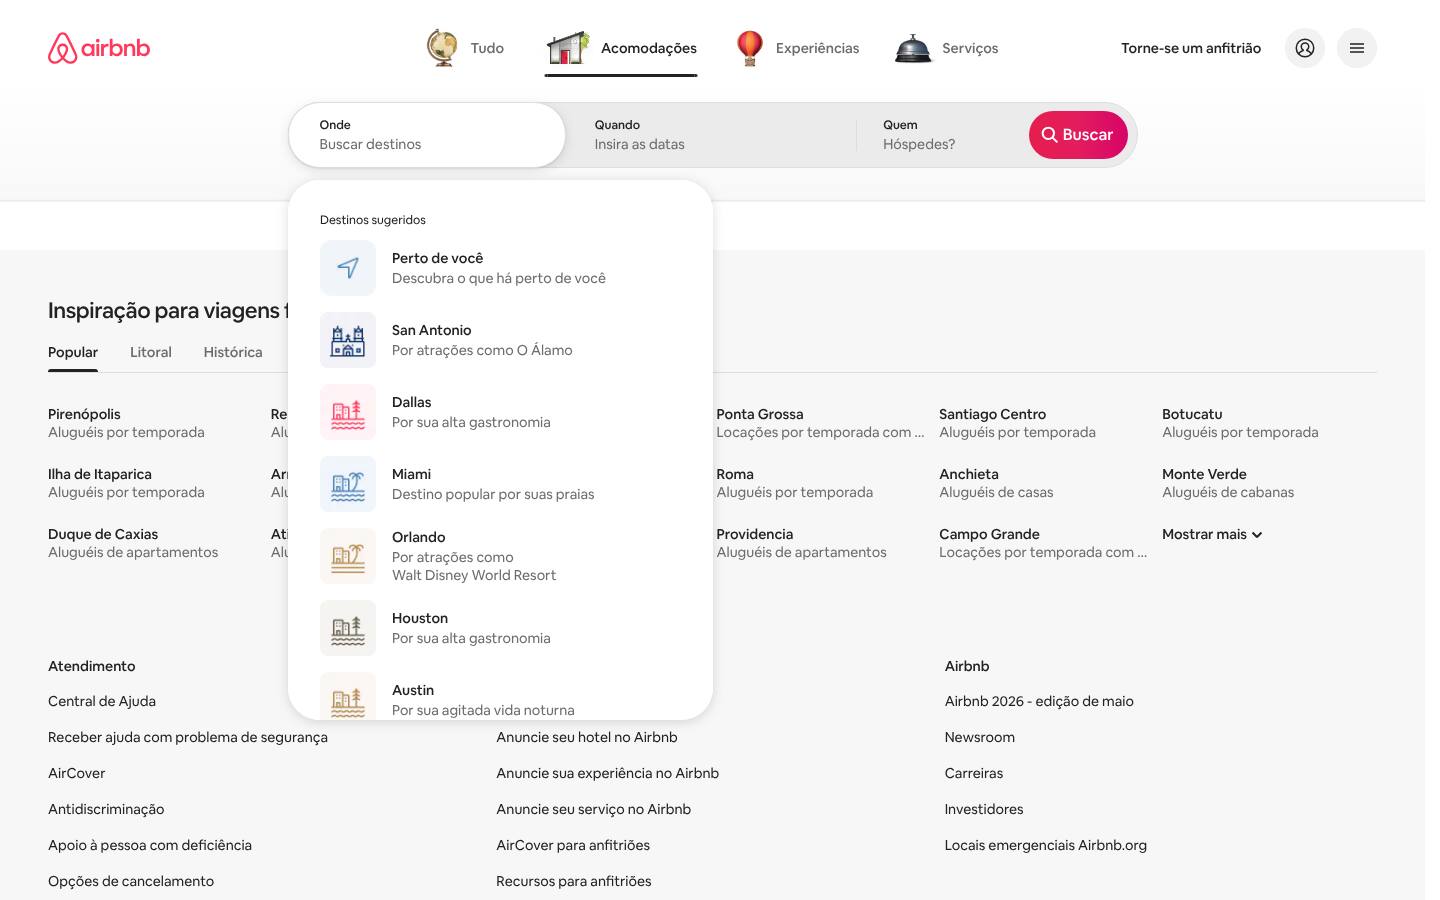 airbnb
Tudo
Acomodações
Experiências
Serviços
Torne-se um anfitrião
Onde
Buscar destinos
Quando
Insira as datas
Quem
Hóspedes?
Buscar
Destinos sugeridos
Perto de você
Descubra o que há perto de você
San Antonio
Por atrações como O Álamo
Dallas
Por sua alta gastronomia
Miami
Destino popular por suas praias
Orlando
Por atrações como
Walt Disney World Resort
Houston
Por sua alta gastronomia
Austin
Por sua agitada vida noturna
Inspiração para viagens
Popular
Litoral
Histórica
Pirenópolis
Aluguéis por temporada
Ponta Grossa
Locações por temporada com ...
Santiago Centro
Aluguéis por temporada
Botucatu
Aluguéis por temporada
Ilha de Itaparica
Aluguéis por temporada
Roma
Aluguéis por temporada
Anchieta
Aluguéis de casas
Monte Verde
Aluguéis de cabanas
Duque de Caxias
Aluguéis de apartamentos
Providencia
Aluguéis de apartamentos
Campo Grande
Locações por temporada com ...
Mostrar mais
Atendimento
Central de Ajuda
Receber ajuda com problema de segurança
AirCover
Antidiscriminação
Apoio à pessoa com deficiência
Opções de cancelamento
Anuncie seu hotel no Airbnb
Anuncie sua experiência no Airbnb
Anuncie seu serviço no Airbnb
AirCover para anfitriões
Recursos para anfitriões
Airbnb
Airbnb 2026 - edição de maio
Newsroom
Carreiras
Investidores
Locais emergenciais Airbnb.org